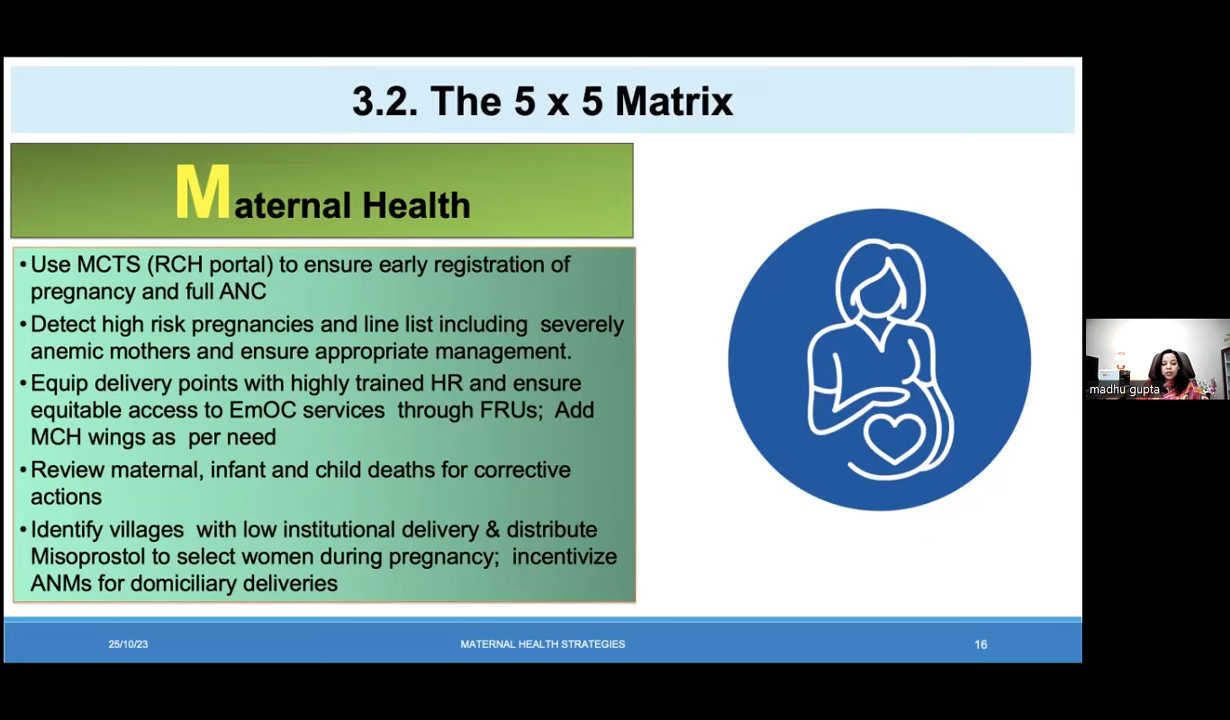 3.2. The 5 x 5 Matrix
Maternal Health
•Use MCTS (RCH portal) to ensure early registration of
pregnancy and full ANC
•Detect high risk pregnancies and line list including severely
anemic mothers and ensure appropriate management.
•Equip delivery points with highly trained HR and ensure
equitable access to EmOC services through FRUs; Add
MCH wings as per need
•Review maternal, infant and child deaths for corrective
actions
•Identify villages with low institutional delivery & distribute
Misoprostol to select women during pregnancy; incentivize
ANMs for domiciliary deliveries
madhu gupta
25/10/23
MATERNAL HEALTH STRATEGIES
16